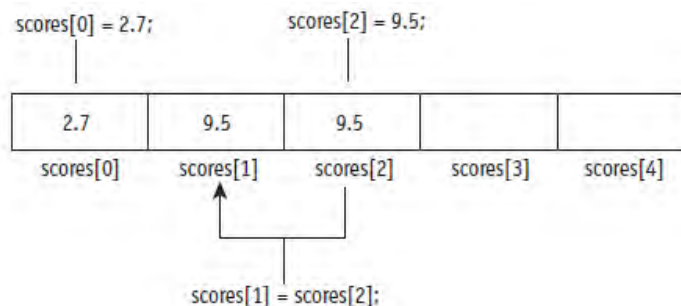 scores[0] = 2.7; scores[2] = 9.5;
2.7 9.5 9.5
scores[0] scores[1] scores[2] scores[3] scores[4]
scores[1] = scores[2];